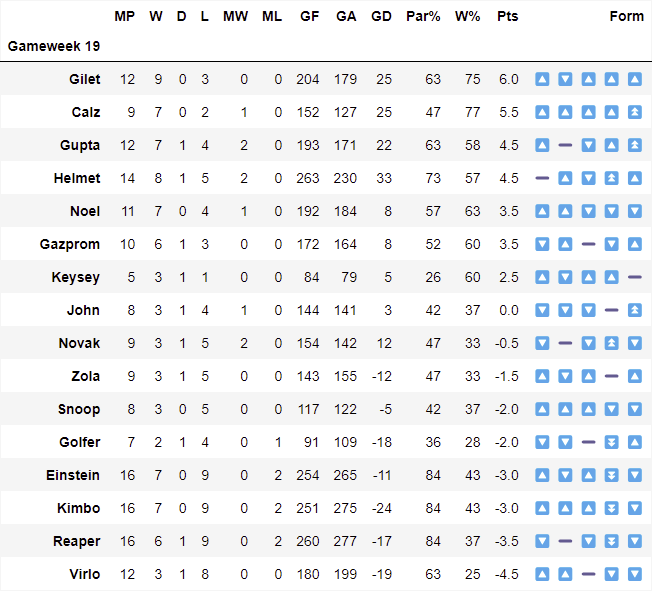 MP W D L MW ML GF GA GD Par% W% Pts Form
Gameweek 19
Gilet 12 9 0 3 0 0 204 179 25 63 75 6.0 🔼 🔽 🔼 🔼 🔼
Calz 9 7 0 2 1 0 152 127 25 47 77 5.5 🔼 🔼 🔼 🔼 ⏫
Gupta 12 7 1 4 2 0 193 171 22 63 58 4.5 🔼 ➖ 🔽 🔼 ⏫
Helmet 14 8 1 5 2 0 263 230 33 73 57 4.5 ➖ 🔼 🔽 ⏫ 🔼
Noel 11 7 0 4 1 0 192 184 8 57 63 3.5 🔼 🔼 🔽 🔽 🔽
Gazprom 10 6 1 3 0 0 172 164 8 52 60 3.5 🔽 🔼 ➖ 🔽 🔼
Keysey 5 3 1 1 0 0 84 79 5 26 60 2.5 🔼 🔽 🔼 🔼 ➖
John 8 3 1 4 1 0 144 141 3 42 37 0.0 🔽 🔽 🔽 ➖ ⏫
Novak 9 3 1 5 2 0 154 142 12 47 33 -0.5 🔽 ➖ 🔽 ⏫ 🔽
Zola 9 3 1 5 0 0 143 155 -12 47 33 -1.5 🔼 🔽 🔼 ➖ 🔼
Snoop 8 3 0 5 0 0 117 122 -5 42 37 -2.0 🔼 🔼 🔼 🔽 🔽
Golfer 7 2 1 4 0 1 91 109 -18 36 28 -2.0 🔽 🔽 ➖ ⏬ 🔼
Einstein 16 7 0 9 0 2 254 265 -11 84 43 -3.0 🔼 🔽 🔼 ⏬ 🔽
Kimbo 16 7 0 9 0 2 251 275 -24 84 43 -3.0 🔼 🔼 🔼 ⏬ 🔽
Reaper 16 6 1 9 0 2 260 277 -17 84 37 -3.5 🔽 ➖ 🔽 ⏬ 🔽
Virlo 12 3 1 8 0 0 180 199 -19 63 25 -4.5 🔼 🔼 ➖ 🔽 🔽